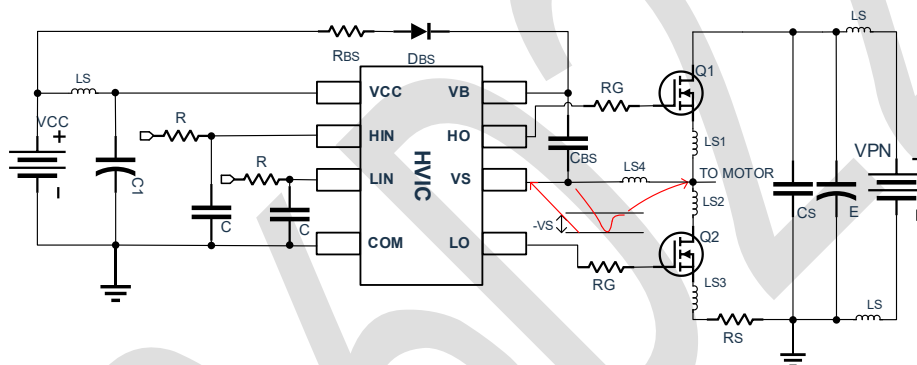 LS
RBS
DBS
Q1
LS
VCC
VB
RG
VCC
+
R
HIN
HO
LS1
C1
HVIC
CBS
VPN
R
LIN
VS
LS4
TO MOTOR
LS2
CS
E
-VS
C
C
Q2
COM
LO
RG
LS3
LS
RS